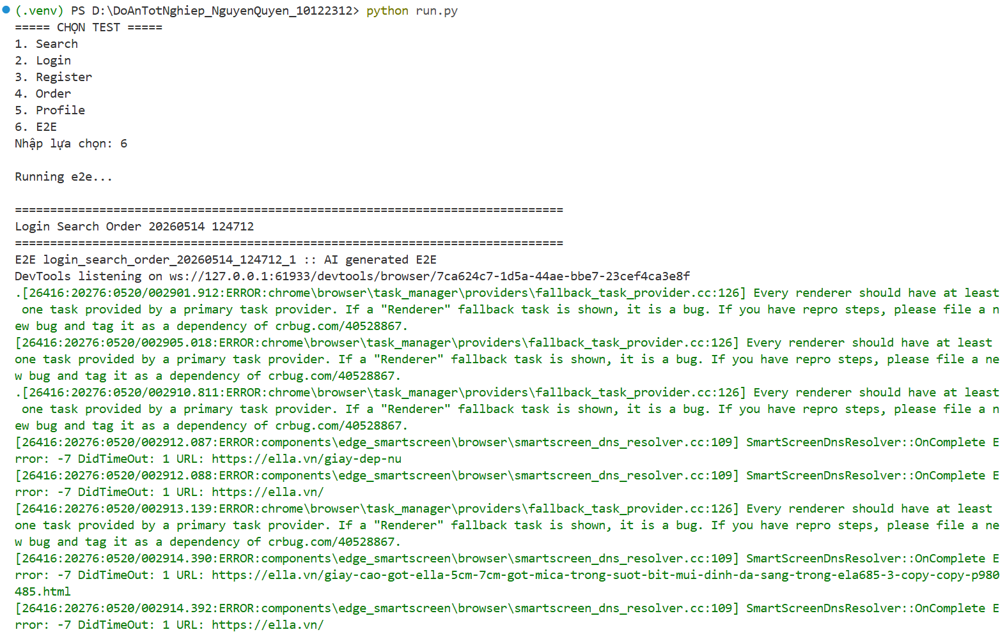 (.venv) PS D:\DoAnTotNghiep_NguyenQuyen_10122312> python run.py
===== CHỌN TEST =====
1. Search
2. Login
3. Register
4. Order
5. Profile
6. E2E
Nhập lựa chọn: 6
Running e2e...
==============================================================================
Login Search Order 20260514 124712
==============================================================================
E2E login_search_order_20260514_124712_1 :: AI generated E2E
DevTools listening on ws://127.0.0.1:61933/devtools/browser/7ca624c7-1d5a-44ae-bbe7-23cef4ca3e8f
.[26416:20276:0520/002901.912:ERROR:chrome\browser\task_manager\providers\fallback_task_provider.cc:126] Every renderer should have at least
 one task provided by a primary task provider. If a "Renderer" fallback task is shown, it is a bug. If you have repro steps, please file a n
ew bug and tag it as a dependency of crbug.com/40528867.
[26416:20276:0520/002905.018:ERROR:chrome\browser\task_manager\providers\fallback_task_provider.cc:126] Every renderer should have at least 
one task provided by a primary task provider. If a "Renderer" fallback task is shown, it is a bug. If you have repro steps, please file a ne
w bug and tag it as a dependency of crbug.com/40528867.
.[26416:20276:0520/002910.811:ERROR:chrome\browser\task_manager\providers\fallback_task_provider.cc:126] Every renderer should have at least
 one task provided by a primary task provider. If a "Renderer" fallback task is shown, it is a bug. If you have repro steps, please file a n
ew bug and tag it as a dependency of crbug.com/40528867.
[26416:20276:0520/002912.087:ERROR:components\edge_smartscreen\browser\smartscreen_dns_resolver.cc:109] SmartScreenDnsResolver::OnComplete E
rror: -7 DidTimeOut: 1 URL: https://ella.vn/giay-dep-nu
[26416:20276:0520/002912.088:ERROR:components\edge_smartscreen\browser\smartscreen_dns_resolver.cc:109] SmartScreenDnsResolver::OnComplete E
rror: -7 DidTimeOut: 1 URL: https://ella.vn/
[26416:20276:0520/002913.139:ERROR:chrome\browser\task_manager\providers\fallback_task_provider.cc:126] Every renderer should have at least 
one task provided by a primary task provider. If a "Renderer" fallback task is shown, it is a bug. If you have repro steps, please file a ne
w bug and tag it as a dependency of crbug.com/40528867.
[26416:20276:0520/002914.390:ERROR:components\edge_smartscreen\browser\smartscreen_dns_resolver.cc:109] SmartScreenDnsResolver::OnComplete E
rror: -7 DidTimeOut: 1 URL: https://ella.vn/giay-cao-got-ella-5cm-7cm-got-mica-trong-suot-bit-mui-dinh-da-sang-trong-ela685-3-copy-copy-p980
485.html
[26416:20276:0520/002914.392:ERROR:components\edge_smartscreen\browser\smartscreen_dns_resolver.cc:109] SmartScreenDnsResolver::OnComplete E
rror: -7 DidTimeOut: 1 URL: https://ella.vn/